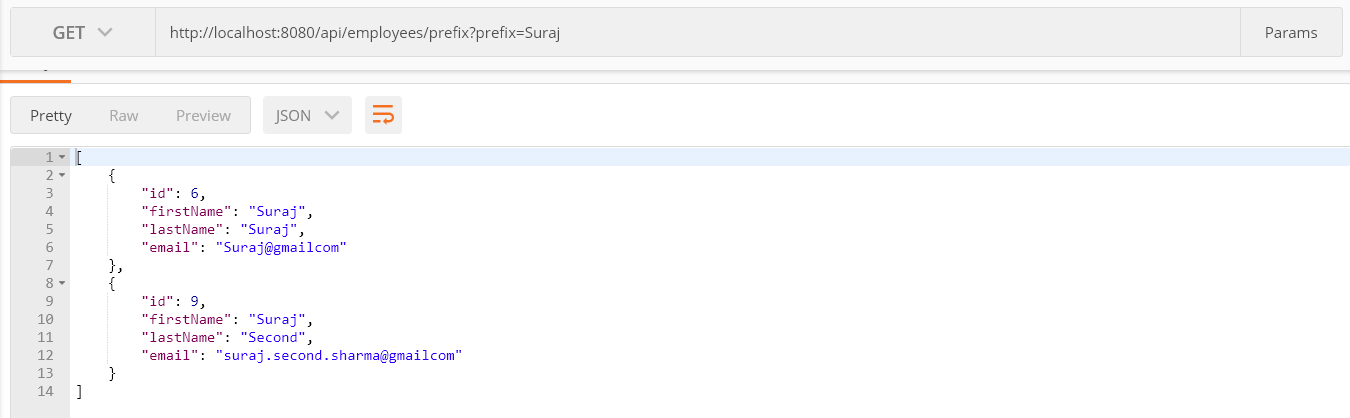 GET http://localhost:8080/api/employees/prefix?prefix=Suraj Params
Pretty Raw Preview JSON
1 [
2 {
3 "id": 6,
4 "firstName": "Suraj",
5 "lastName": "Suraj",
6 "email": "Suraj@gmailcom"
7 },
8 {
9 "id": 9,
10 "firstName": "Suraj",
11 "lastName": "Second",
12 "email": "suraj.second.sharma@gmailcom"
13 }
14 ]